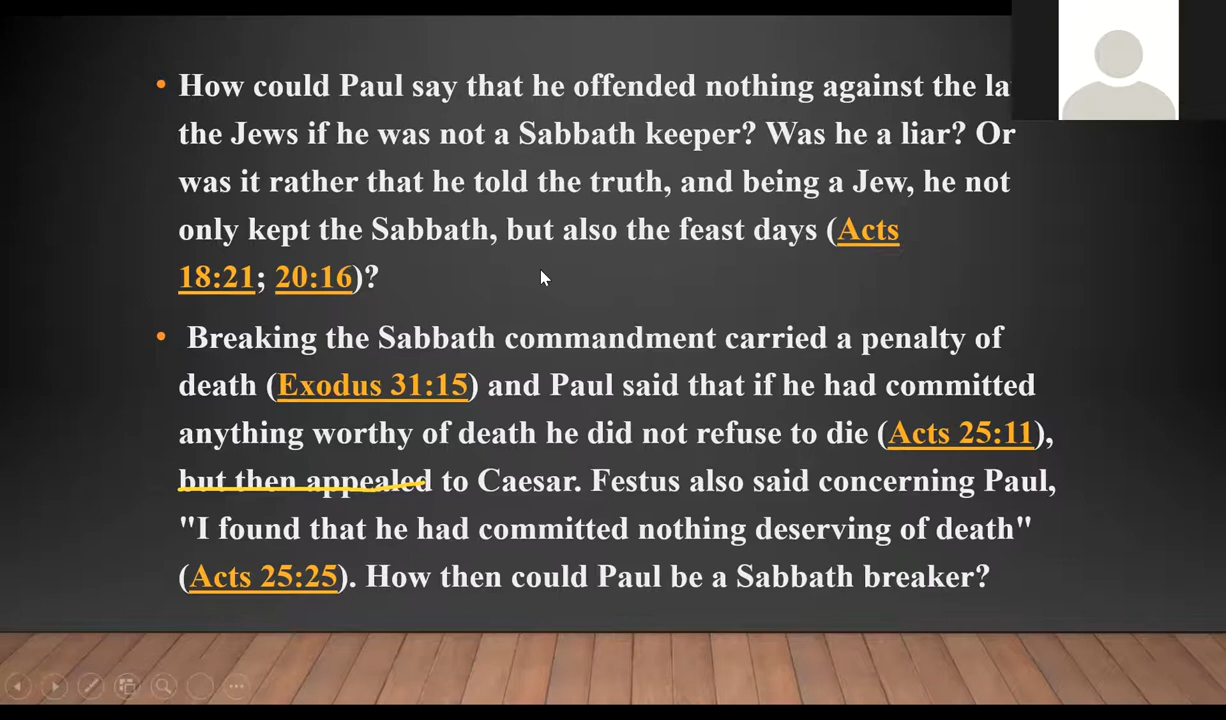 • How could Paul say that he offended nothing against the
the Jews if he was not a Sabbath keeper? Was he a liar? Or
was it rather that he told the truth, and being a Jew, he not
only kept the Sabbath, but also the feast days (Acts
18:21; 20:16)?
• Breaking the Sabbath commandment carried a penalty of
death (Exodus 31:15) and Paul said that if he had committed
anything worthy of death he did not refuse to die (Acts 25:11),
but then appealed to Caesar. Festus also said concerning Paul,
"I found that he had committed nothing deserving of death"
(Acts 25:25). How then could Paul be a Sabbath breaker?